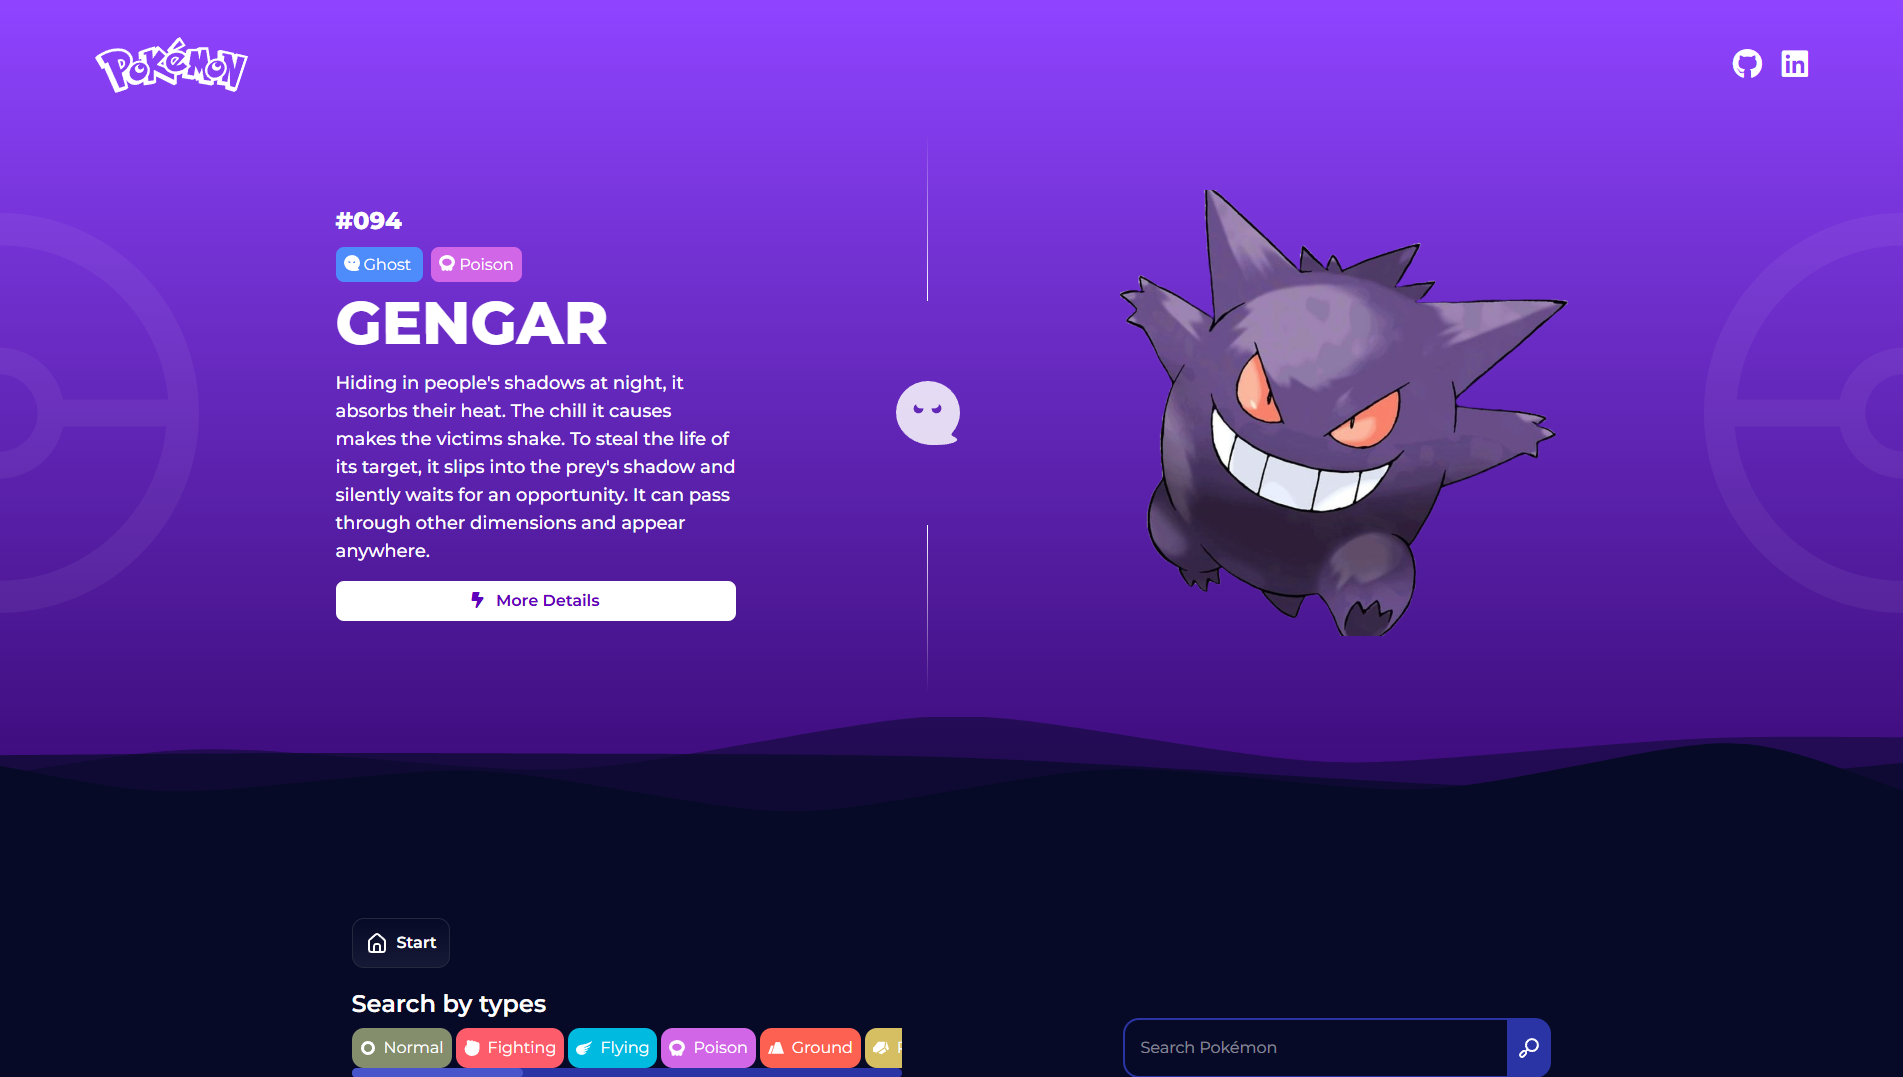 Pokémon
#094
Ghost
Poison
GENGAR
Hiding in people's shadows at night, it
absorbs their heat. The chill it causes
makes the victims shake. To steal the life of
its target, it slips into the prey's shadow and
silently waits for an opportunity. It can pass
through other dimensions and appear
anywhere.
More Details
Start
Search by types
Normal
Fighting
Flying
Poison
Ground
Search Pokémon